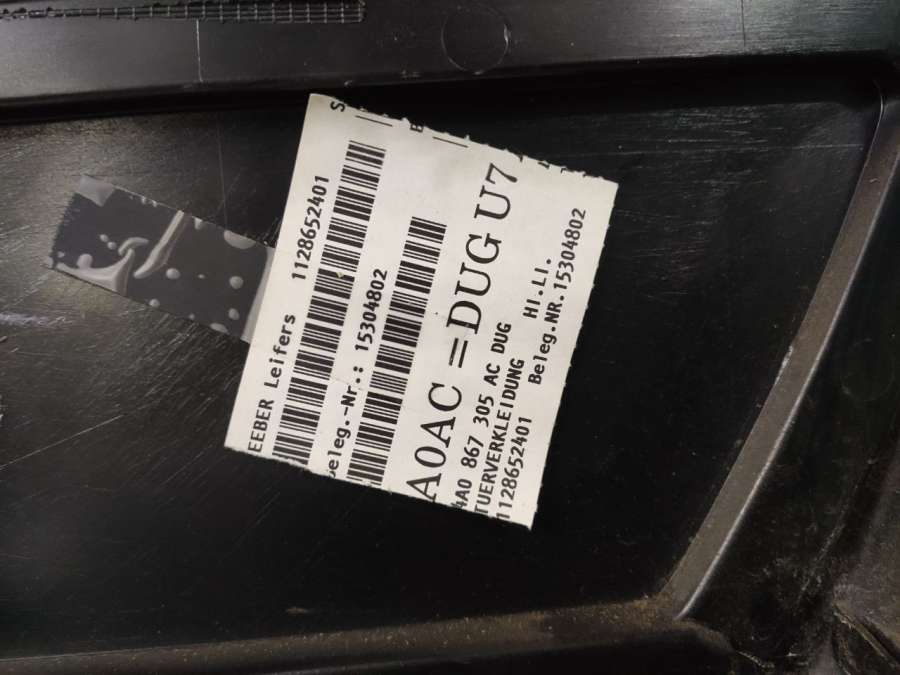 EEBER Leifers 1128652401
Beleg.-Nr.: 15304802
A0AC =DUG U7
4A0 867 305 AC DUG
TUERVERKLEIDUNG HI.LI.
1128652401 Beleg.NR.15304802